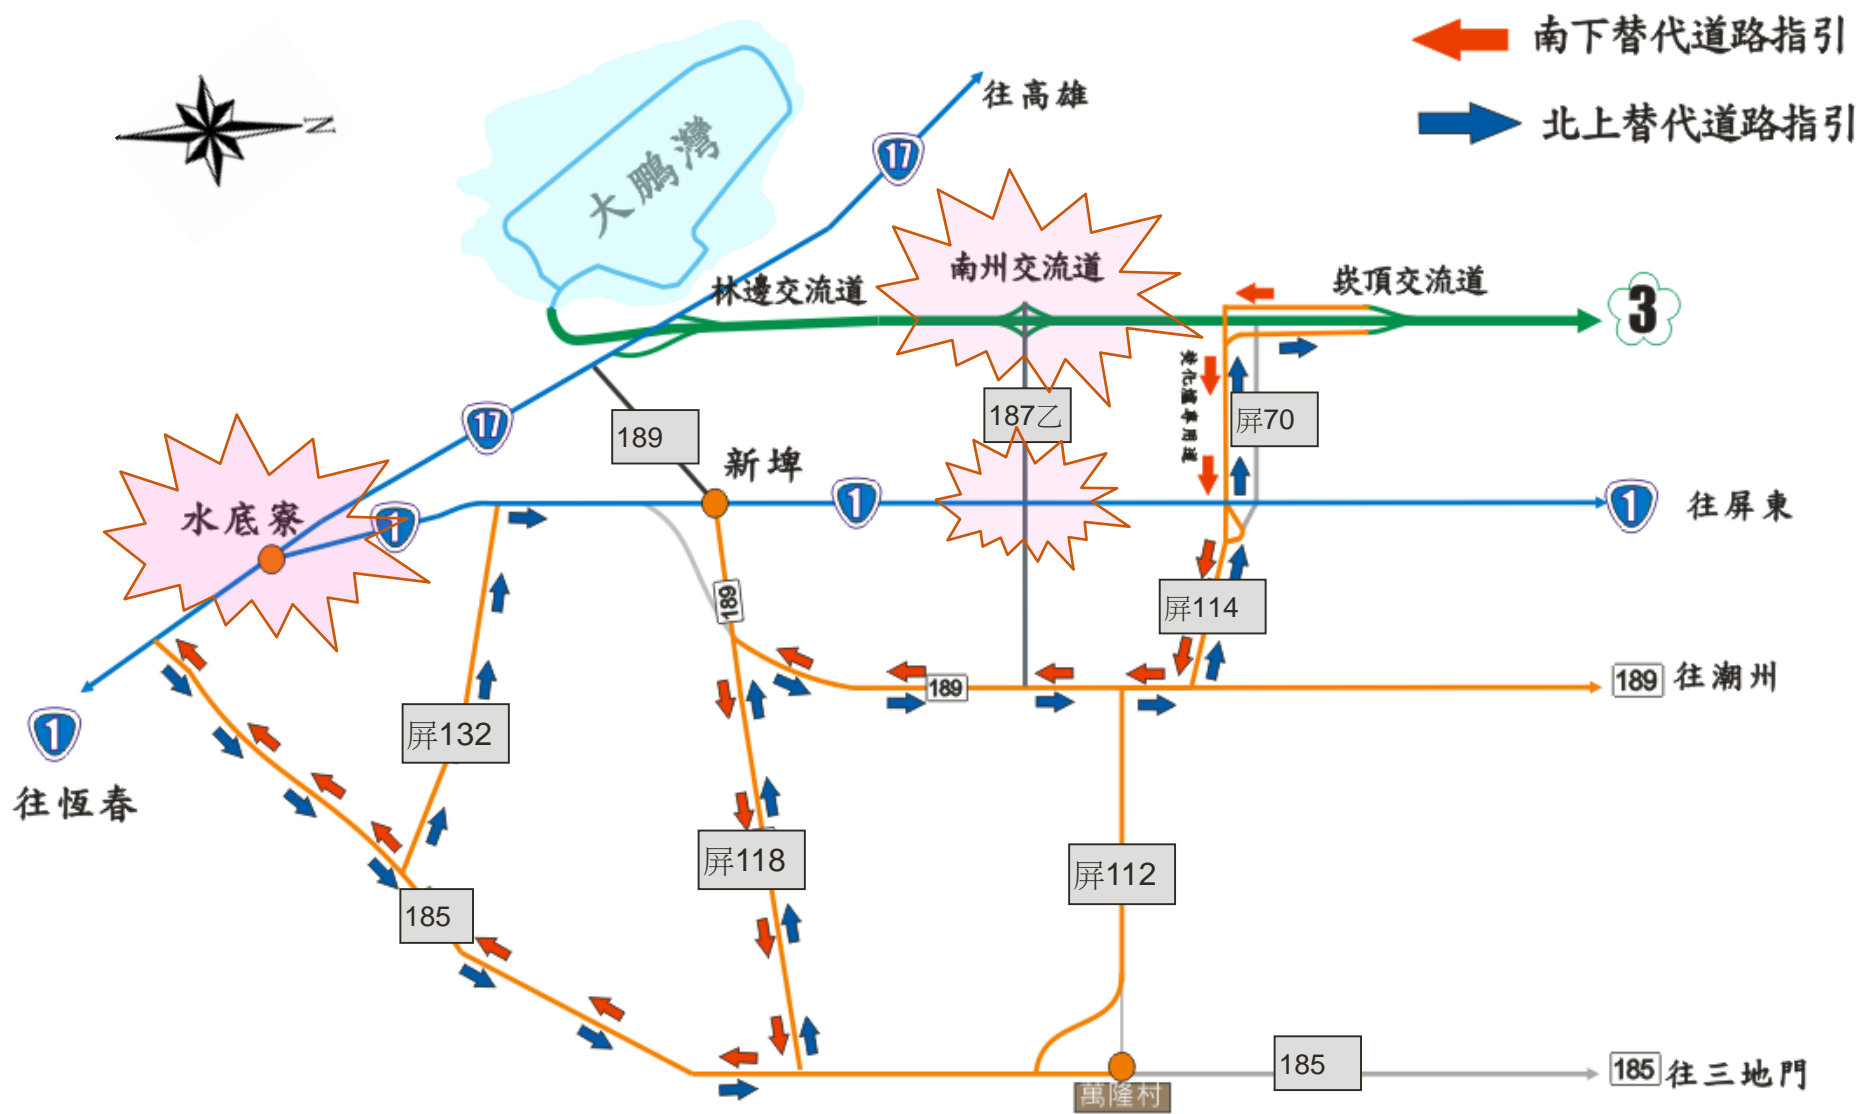 南下替代道路指引
北上替代道路指引
N
往高雄
大鵬灣
17
南州交流道
林邊交流道
崁頂交流道
3
187乙
屏70
189
17
新埤
水底寮
1
1
1
往屏東
189
屏114
189
189
往潮州
1
往恆春
屏132
屏118
屏112
185
185
185
往三地門
萬隆村